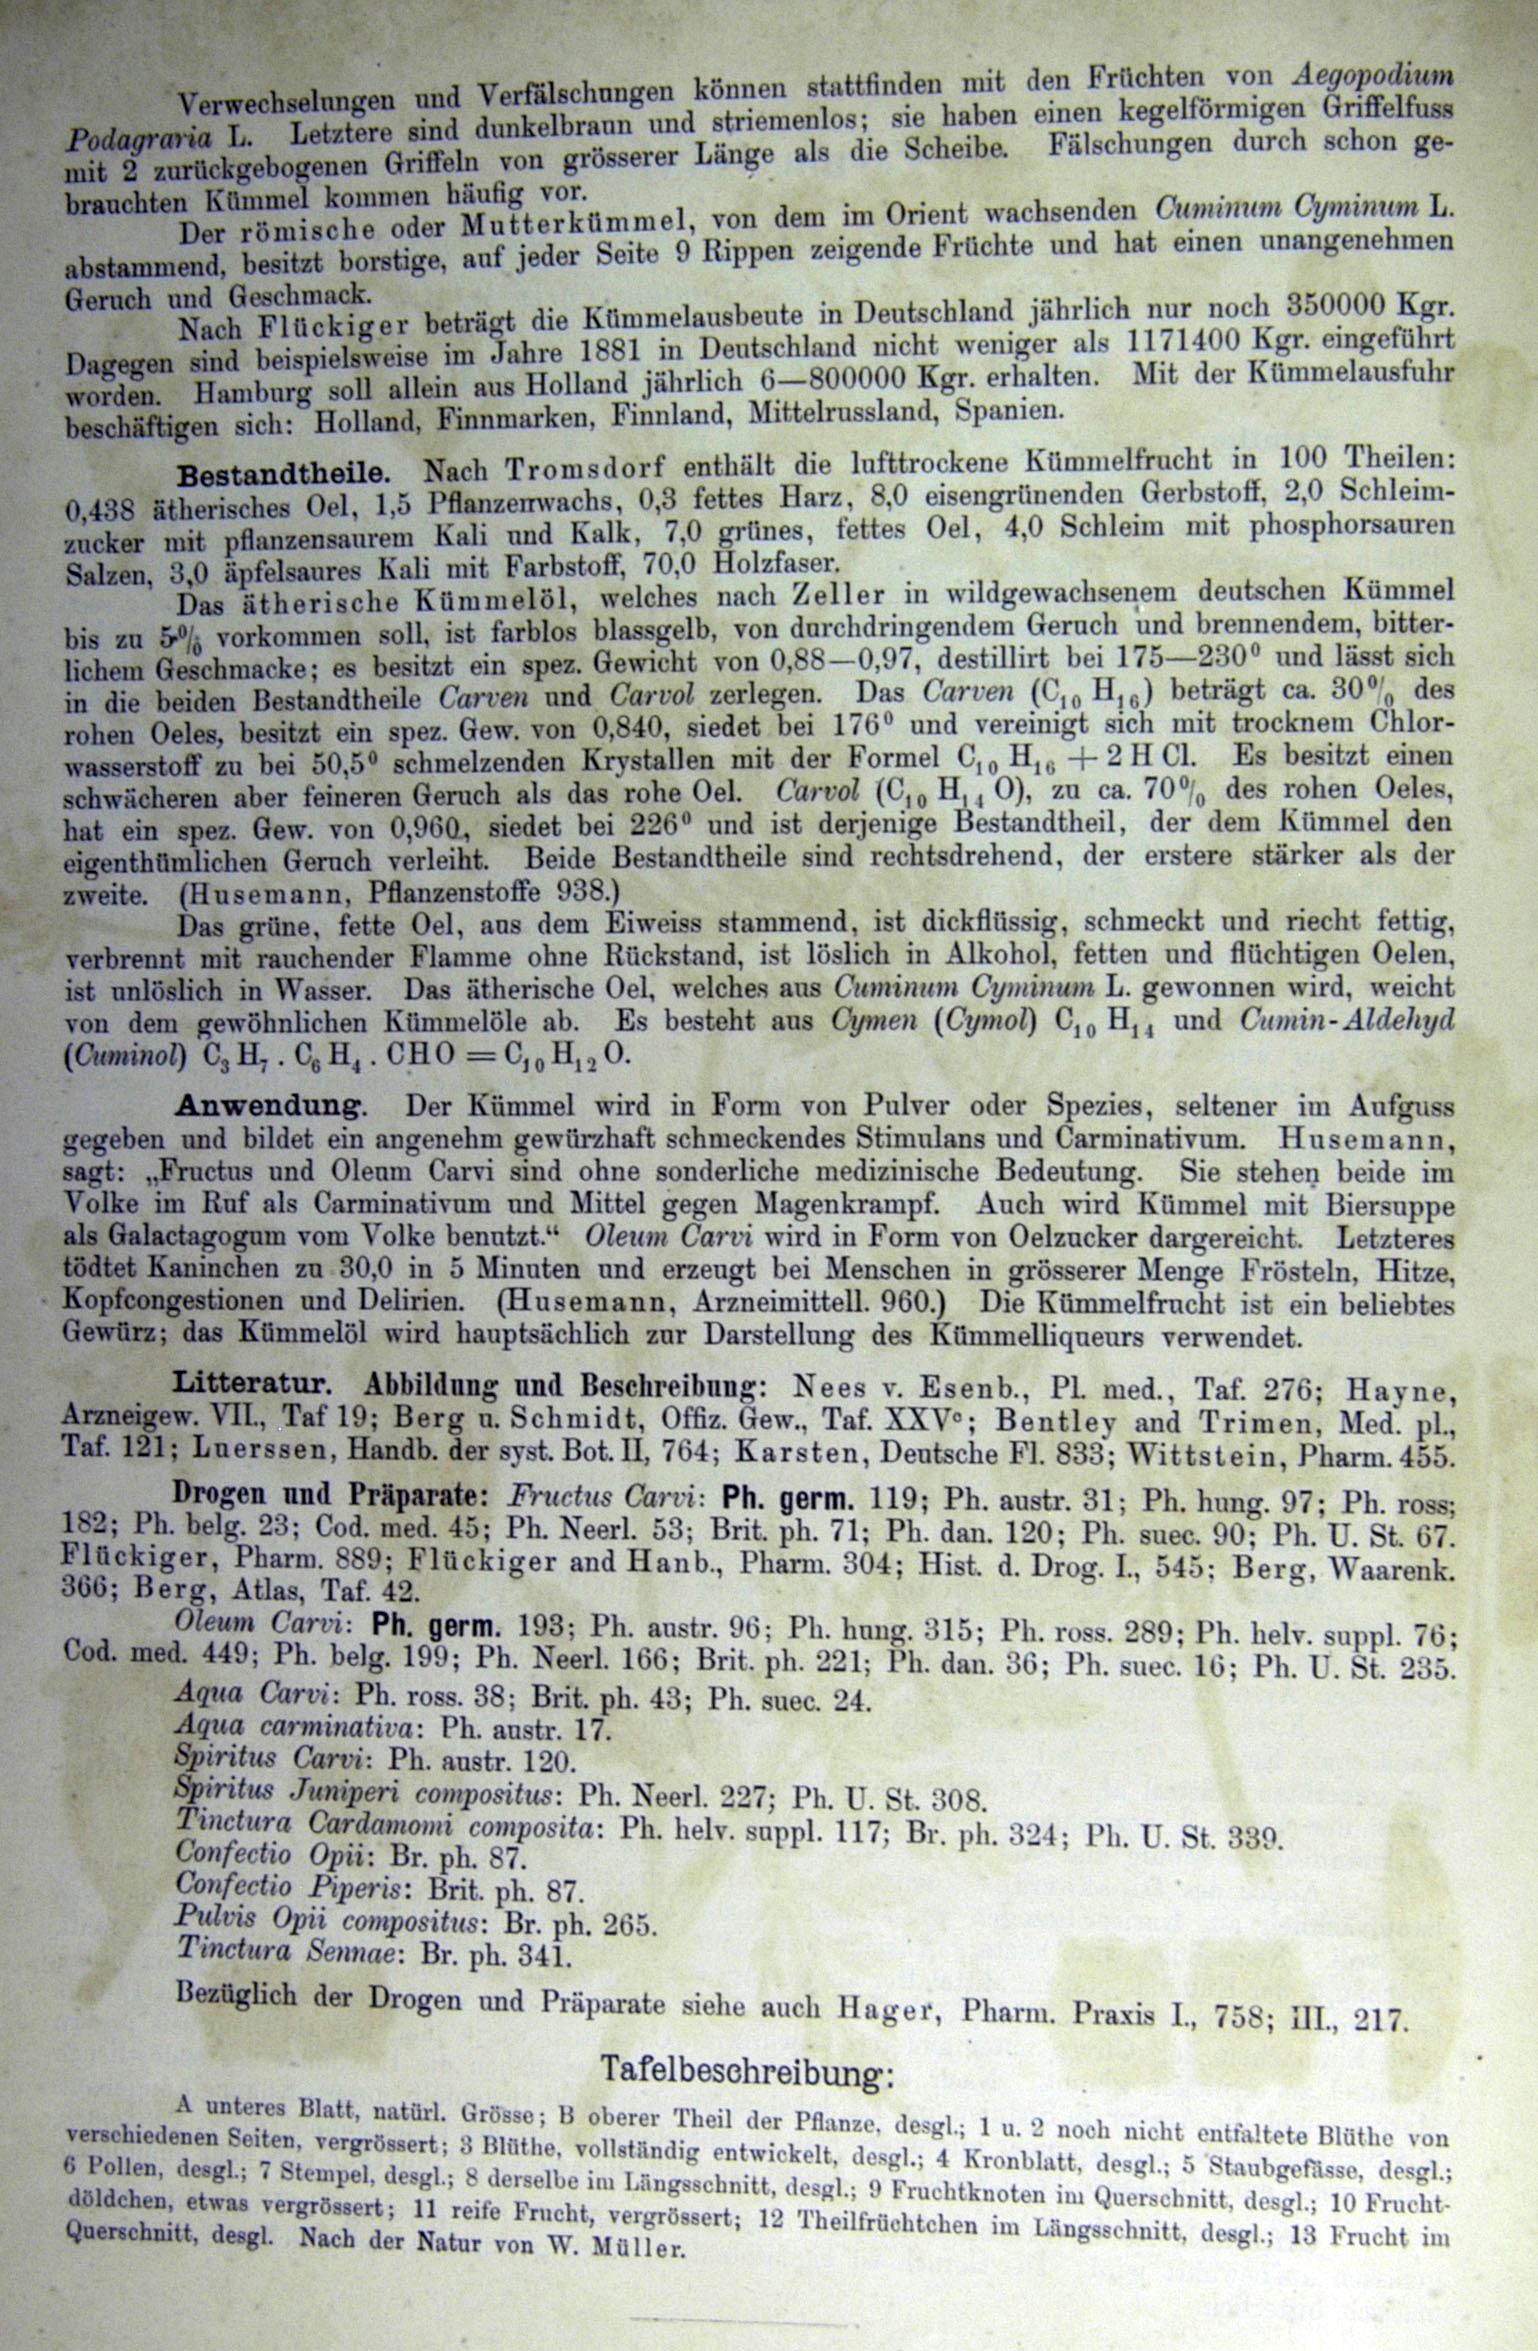 Verwechselungen und Verfälschungen können stattfinden mit den Früchten von Aegopodium
Podagraria L. Letztere sind dunkelbraun und striemenlos; sie haben einen kegelförmigen Griffelfuss
mit 2 zurückgebogenen Griffeln von grösserer Länge als die Scheibe. Fälschungen durch schon ge-
brauchten Kümmel kommen häufig vor.
Der römische oder Mutterkümmel, von dem im Orient wachsenden Cuminum Cyminum L.
abstammend, besitzt borstige, auf jeder Seite 9 Rippen zeigende Früchte und hat einen unangenehmen
Geruch und Geschmack.
Nach Flückiger beträgt die Kümmelausbeute in Deutschland jährlich nur noch 350000 Kgr.
Dagegen sind beispielsweise im Jahre 1881 in Deutschland nicht weniger als 1171400 Kgr. eingeführt
worden. Hamburg soll allein aus Holland jährlich 6—800000 Kgr. erhalten. Mit der Kümmelausfuhr
beschäftigen sich: Holland, Finnmarken, Finnland, Mittelrussland, Spanien.
Bestandtheile. Nach Tromsdorf enthält die lufttrockene Kümmelfrucht in 100 Theilen:
0,438 ätherisches Oel, 1,5 Pflanzenwachs, 0,3 fettes Harz, 8,0 eisengrünenden Gerbstoff, 2,0 Schleim-
zucker mit pflanzensaurem Kali und Kalk, 7,0 grünes, fettes Oel, 4,0 Schleim mit phosphorsauren
Salzen, 3,0 äpfelsaures Kali mit Farbstoff, 70,0 Holzfaser.
Das ätherische Kümmelöl, welches nach Zeller in wildgewachsenem deutschen Kümmel
bis zu 5% vorkommen soll, ist farblos blassgelb, von durchdringendem Geruch und brennendem, bitter-
lichem Geschmacke; es besitzt ein spez. Gewicht von 0,88—0,97, destillirt bei 175—230⁰ und lässt sich
in die beiden Bestandtheile Carven und Carvol zerlegen. Das Carven (C₁₀ H₁₆) beträgt ca. 30% des
rohen Oeles, besitzt ein spez. Gew. von 0,840, siedet bei 176⁰ und vereinigt sich mit trocknem Chlor-
wasserstoff zu bei 50,5⁰ schmelzenden Krystallen mit der Formel C₁₀ H₁₆ + 2 H Cl. Es besitzt einen
schwächeren aber feineren Geruch als das rohe Oel. Carvol (C₁₀ H₁₄ O), zu ca. 70% des rohen Oeles,
hat ein spez. Gew. von 0,960, siedet bei 226⁰ und ist derjenige Bestandtheil, der dem Kümmel den
eigenthümlichen Geruch verleiht. Beide Bestandtheile sind rechtsdrehend, der erstere stärker als der
zweite. (Husemann, Pflanzenstoffe 938.)
Das grüne, fette Oel, aus dem Eiweiss stammend, ist dickflüssig, schmeckt und riecht fettig,
verbrennt mit rauchender Flamme ohne Rückstand, ist löslich in Alkohol, fetten und flüchtigen Oelen,
ist unlöslich in Wasser. Das ätherische Oel, welches aus Cuminum Cyminum L. gewonnen wird, weicht
von dem gewöhnlichen Kümmelöle ab. Es besteht aus Cymen (Cymol) C₁₀ H₁₄ und Cumin-Aldehyd
(Cuminol) C₃ H₇ . C₆ H₄ . CHO = C₁₀ H₁₂ O.
Anwendung. Der Kümmel wird in Form von Pulver oder Spezies, seltener im Aufguss
gegeben und bildet ein angenehm gewürzhaft schmeckendes Stimulans und Carminativum. Husemann,
sagt: „Fructus und Oleum Carvi sind ohne sonderliche medizinische Bedeutung. Sie stehen beide im
Volke im Ruf als Carminativum und Mittel gegen Magenkrampf. Auch wird Kümmel mit Biersuppe
als Galactagogum vom Volke benutzt.“ Oleum Carvi wird in Form von Oelzucker dargereicht. Letzteres
tödtet Kaninchen zu 30,0 in 5 Minuten und erzeugt bei Menschen in grösserer Menge Frösteln, Hitze,
Kopfcongestionen und Delirien. (Husemann, Arzneimittell. 960.) Die Kümmelfrucht ist ein beliebtes
Gewürz; das Kümmelöl wird hauptsächlich zur Darstellung des Kümmelliqueurs verwendet.
Litteratur. Abbildung und Beschreibung: Nees v. Esenb., Pl. med., Taf. 276; Hayne,
Arzneigew. VII., Taf 19; Berg u. Schmidt, Offiz. Gew., Taf. XXVᵉ; Bentley and Trimen, Med. pl.,
Taf. 121; Luerssen, Handb. der syst. Bot. II, 764; Karsten, Deutsche Fl. 833; Wittstein, Pharm. 455.
Drogen und Präparate: Fructus Carvi: Ph. germ. 119; Ph. austr. 31; Ph. hung. 97; Ph. ross;
182; Ph. belg. 23; Cod. med. 45; Ph. Neerl. 53; Brit. ph. 71; Ph. dan. 120; Ph. suec. 90; Ph. U. St. 67.
Flückiger, Pharm. 889; Flückiger and Hanb., Pharm. 304; Hist. d. Drog. I., 545; Berg, Waarenk.
366; Berg, Atlas, Taf. 42.
Oleum Carvi: Ph. germ. 193; Ph. austr. 96; Ph. hung. 315; Ph. ross. 289; Ph. helv. suppl. 76;
Cod. med. 449; Ph. belg. 199; Ph. Neerl. 166; Brit. ph. 221; Ph. dan. 36; Ph. suec. 16; Ph. U. St. 235.
Aqua Carvi: Ph. ross. 38; Brit. ph. 43; Ph. suec. 24.
Aqua carminativa: Ph. austr. 17.
Spiritus Carvi: Ph. austr. 120.
Spiritus Juniperi compositus: Ph. Neerl. 227; Ph. U. St. 308.
Tinctura Cardamomi composita: Ph. helv. suppl. 117; Br. ph. 324; Ph. U. St. 339.
Confectio Opii: Br. ph. 87.
Confectio Piperis: Brit. ph. 87.
Pulvis Opii compositus: Br. ph. 265.
Tinctura Sennae: Br. ph. 341.
Bezüglich der Drogen und Präparate siehe auch Hager, Pharm. Praxis I., 758; III., 217.
Tafelbeschreibung:
A unteres Blatt, natürl. Grösse; B oberer Theil der Pflanze, desgl.; 1 u. 2 noch nicht entfaltete Blüthe von
verschiedenen Seiten, vergrössert; 3 Blüthe, vollständig entwickelt, desgl.; 4 Kronblatt, desgl.; 5 Staubgefässe, desgl.;
6 Pollen, desgl.; 7 Stempel, desgl.; 8 derselbe im Längsschnitt, desgl.; 9 Fruchtknoten im Querschnitt, desgl.; 10 Frucht-
döldchen, etwas vergrössert; 11 reife Frucht, vergrössert; 12 Theilfrüchtchen im Längsschnitt, desgl.; 13 Frucht im
Querschnitt, desgl. Nach der Natur von W. Müller.